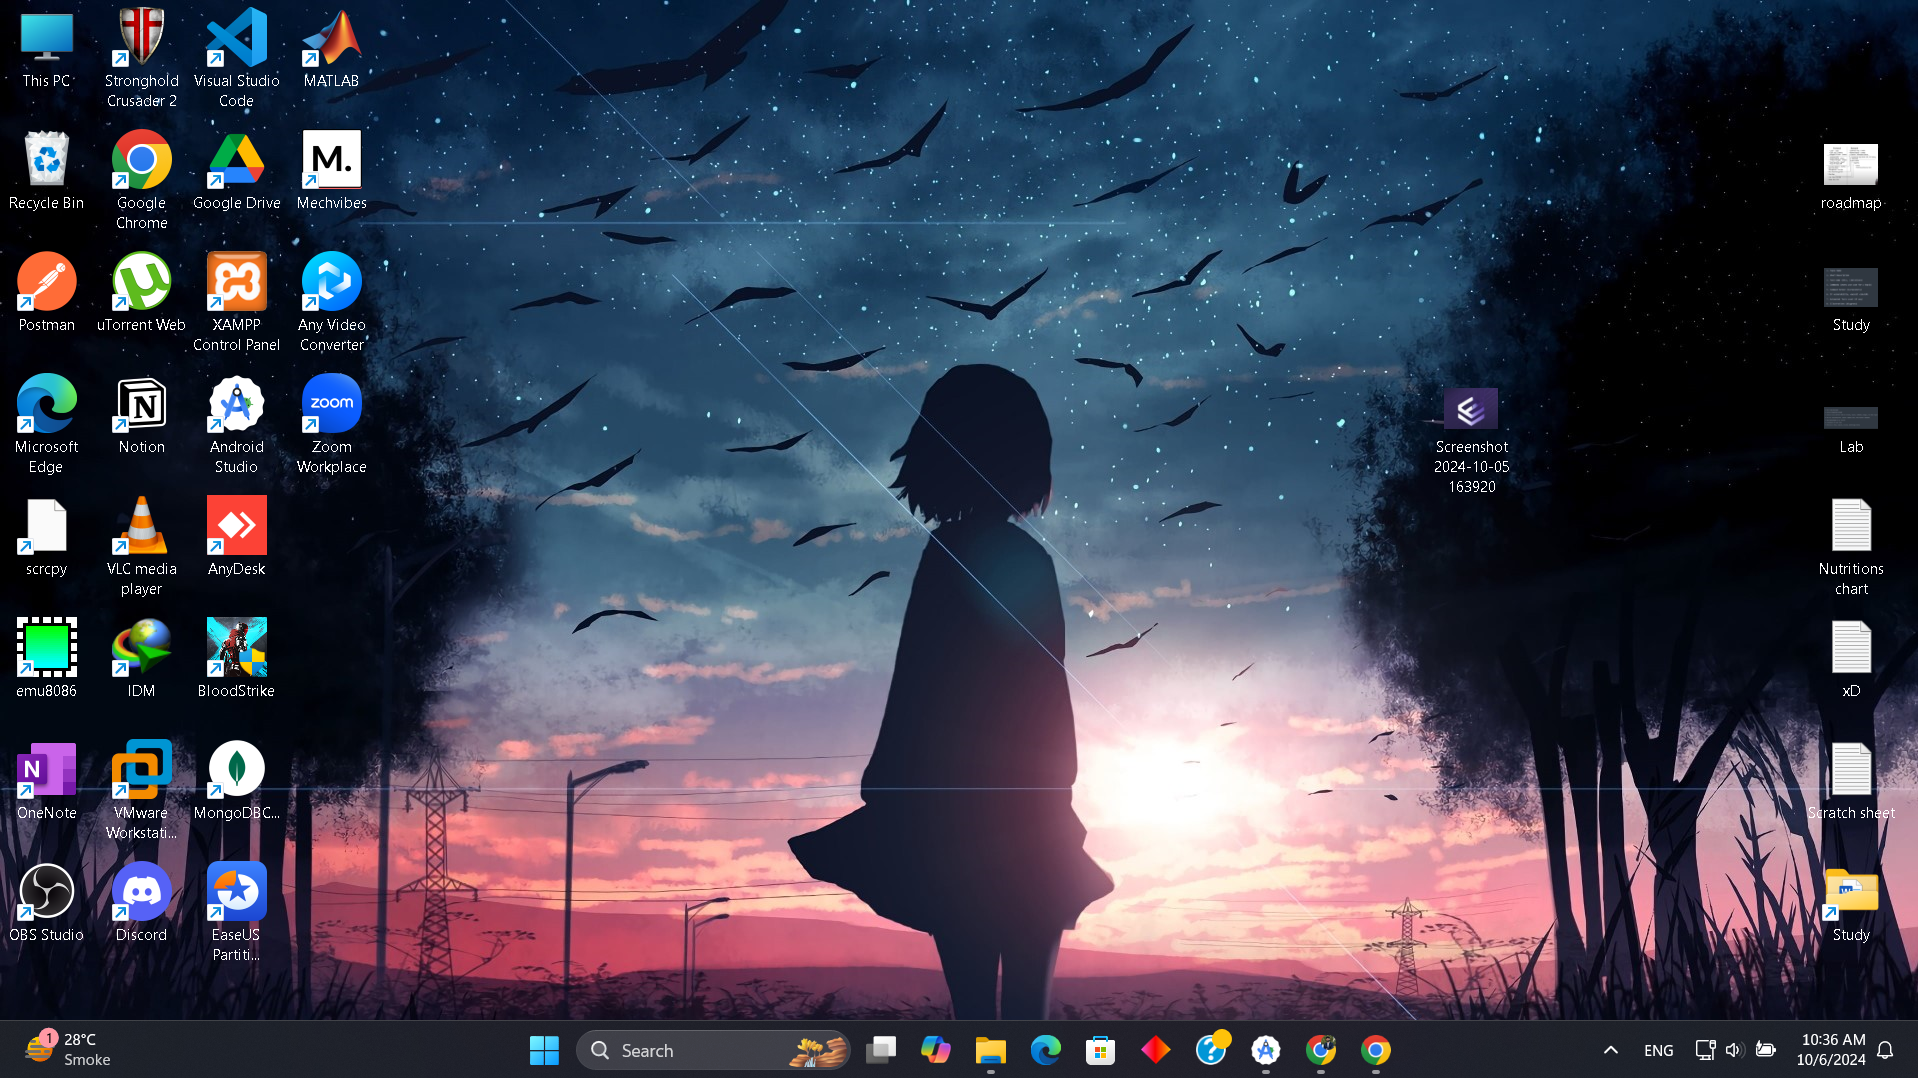 This PC
Stronghold
Crusader 2
Visual Studio
Code
MATLAB
Recycle Bin
Google
Chrome
Google Drive
M.
Mechvibes
roadmap
Postman
uTorrent Web
XAMPP
Control Panel
Any Video
Converter
Study
Microsoft
Edge
Notion
Android
Studio
zoom
Zoom
Workplace
Screenshot
2024-10-05
163920
Lab
scrcpy
VLC media
player
AnyDesk
Nutritions
chart
emu8086
IDM
BloodStrike
xD
N
OneNote
VMware
Workstati...
MongoDBC...
Scratch sheet
OBS Studio
Discord
EaseUS
Partiti...
Study
1
28°C
Smoke
Search
ENG
10:36 AM
10/6/2024